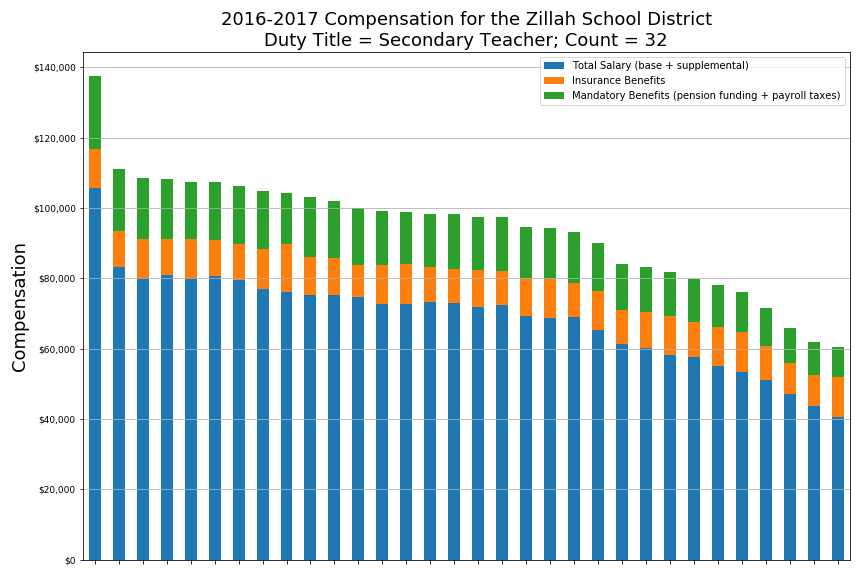 2016-2017 Compensation for the Zillah School District
Duty Title = Secondary Teacher; Count = 32
Total Salary (base + supplemental)
Insurance Benefits
Mandatory Benefits (pension funding + payroll taxes)
Compensation
$140,000
$120,000
$100,000
$80,000
$60,000
$40,000
$20,000
$0